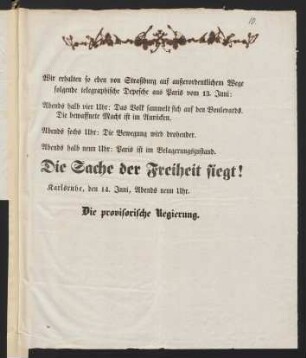 Wir erhalten so eben von Straßburg auf außerordentlichem Wege
folgende telegraphische Depesche aus Paris vom 13. Juni:
Abends halb vier Uhr: Das Volk sammelt sich auf den Boulevards.
Die bewaffnete Macht ist im Anrücken.
Abends sechs Uhr: Die Bewegung wird drohender.
Abends halb neun Uhr: Paris ist im Belagerungszustand.
Die Sache der Freiheit siegt!
Karlsruhe, den 14. Juni, Abends neun Uhr.
Die provisorische Regierung.